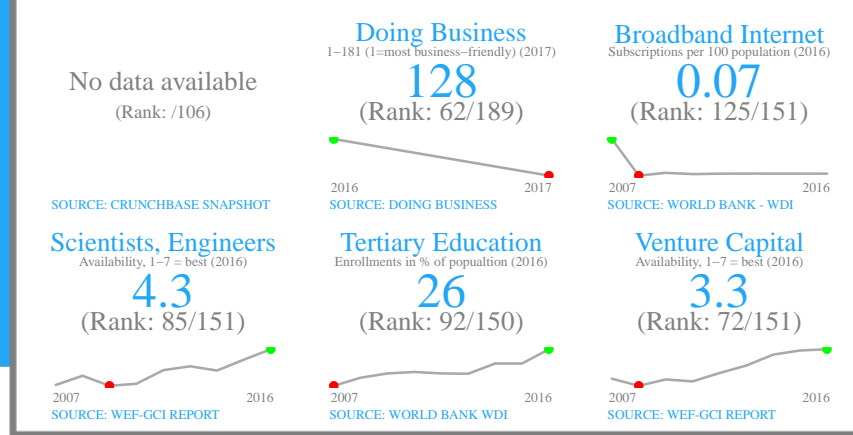 No data available
(Rank: /106)
SOURCE: CRUNCHBASE SNAPSHOT
Doing Business
1−181 (1=most business−friendly) (2017)
128
(Rank: 62/189)
2016 2017
SOURCE: DOING BUSINESS
Broadband Internet
Subscriptions per 100 population (2016)
0.07
(Rank: 125/151)
2007 2016
SOURCE: WORLD BANK - WDI
Scientists, Engineers
Availability, 1−7 = best (2016)
4.3
(Rank: 85/151)
2007 2016
SOURCE: WEF-GCI REPORT
Tertiary Education
Enrollments in % of popualtion (2016)
26
(Rank: 92/150)
2007 2016
SOURCE: WORLD BANK WDI
Venture Capital
Availability, 1−7 = best (2016)
3.3
(Rank: 72/151)
2007 2016
SOURCE: WEF-GCI REPORT